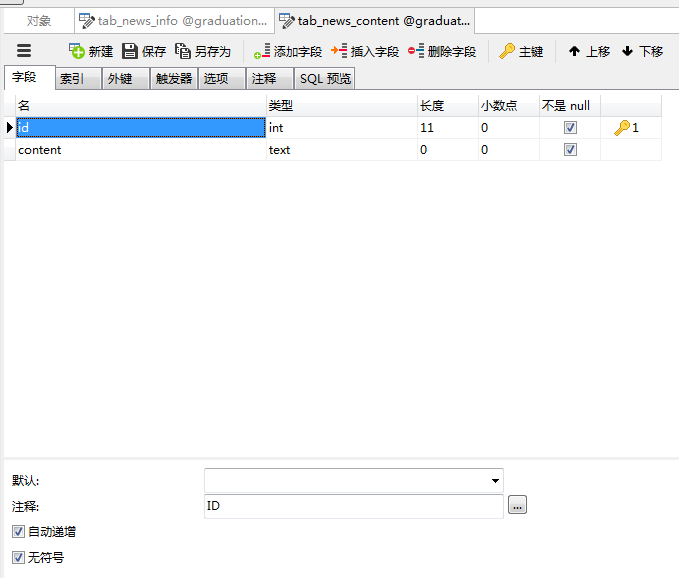 对象 tab_news_info @graduation... tab_news_content @graduat...
新建 保存 另存为 添加字段 插入字段 删除字段 主键 上移 下移
字段 索引 外键 触发器 选项 注释 SQL 预览
名 类型 长度 小数点 不是 null
id int 11 0 1
content text 0 0
默认:
注释: ID ...
自动递增
无符号